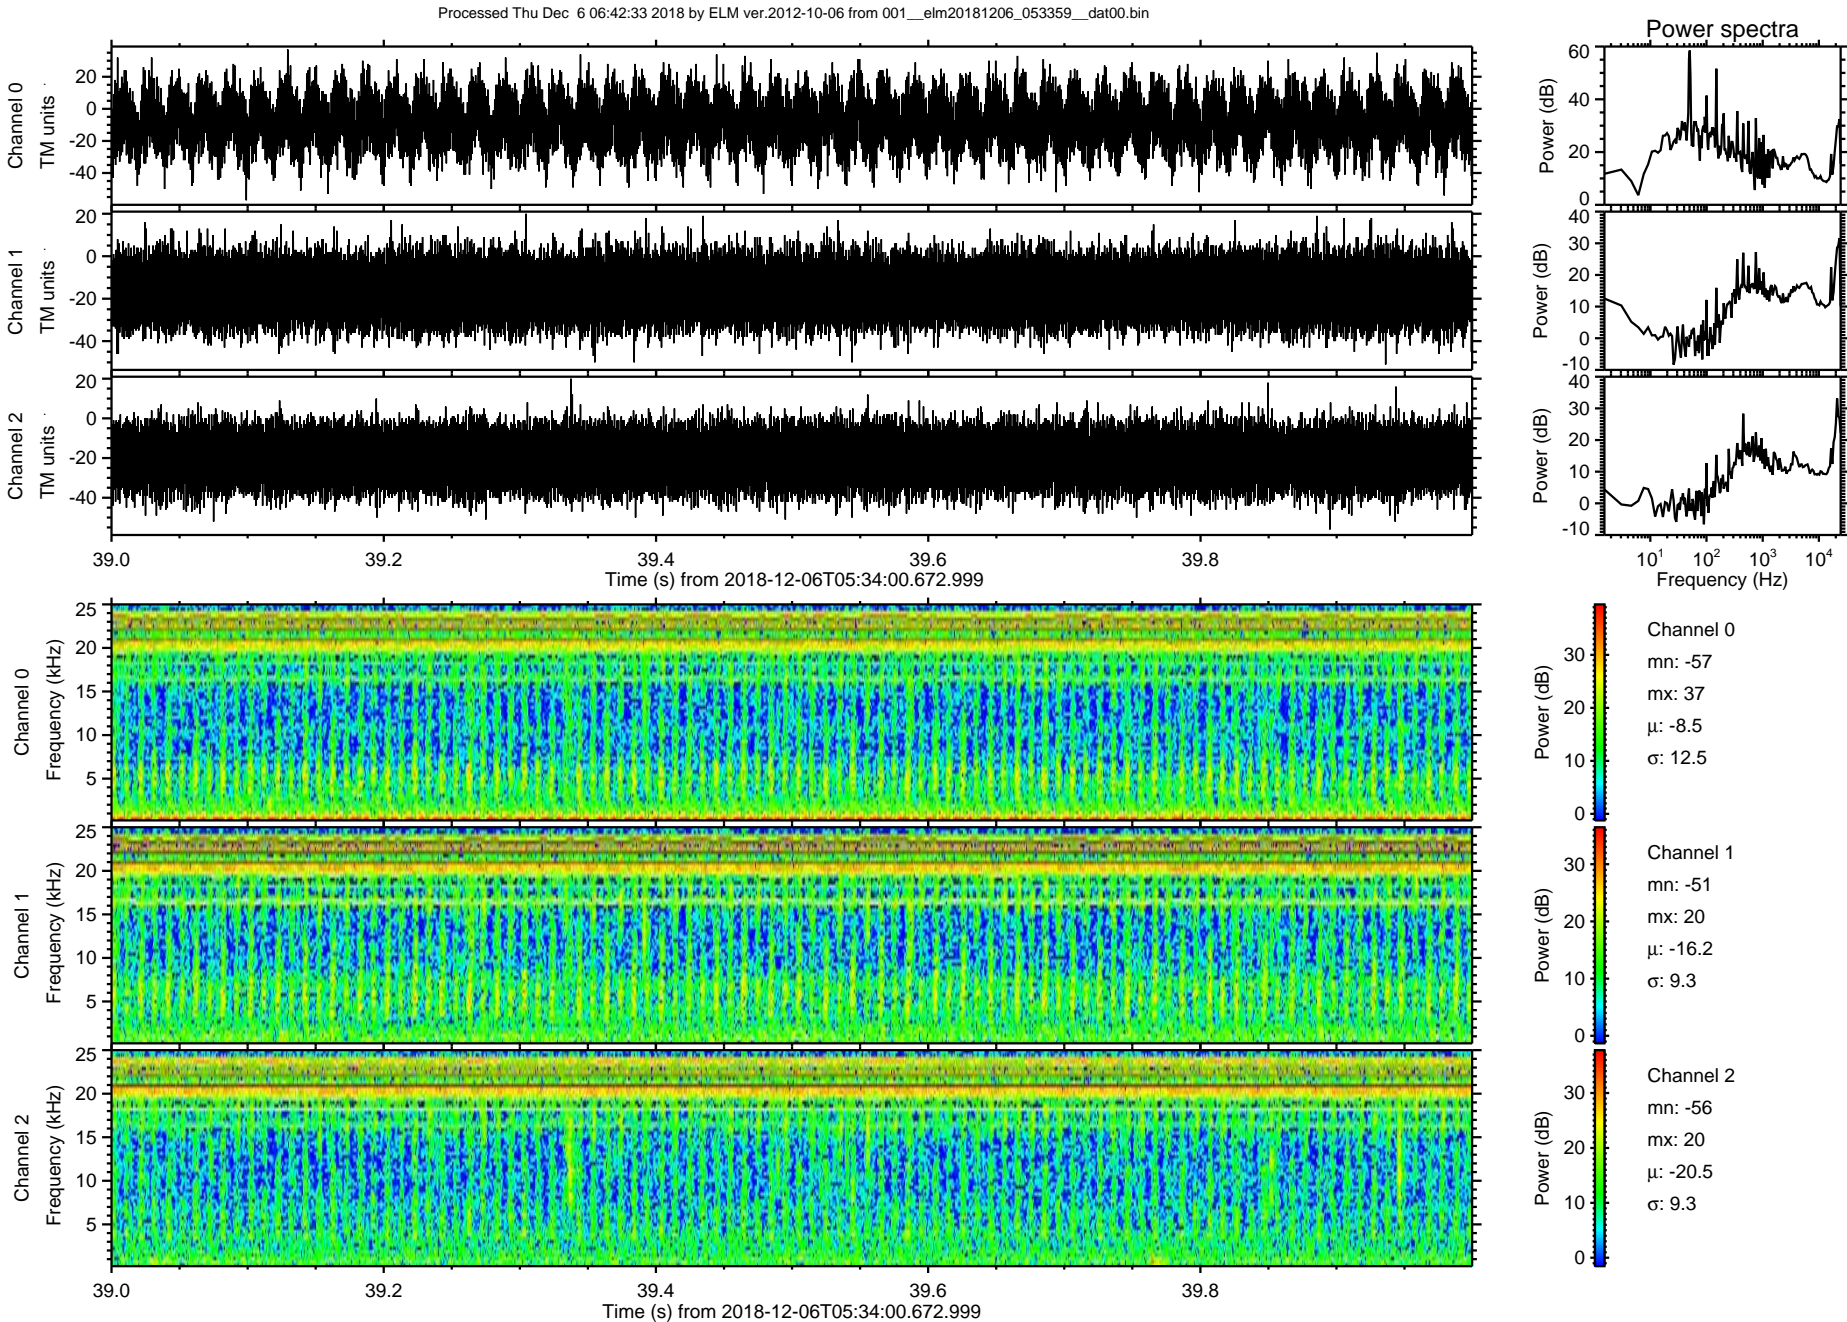 Processed Thu Dec  6 06:42:33 2018 by ELM ver.2012-10-06 from 001__elm20181206_053359__dat00.bin
Power spectra
Channel 0
TM units
20
0
-20
-40
Power (dB)
60
40
20
0
Channel 1
TM units
20
0
-20
-40
Power (dB)
40
30
20
10
0
-10
Channel 2
TM units
20
0
-20
-40
Power (dB)
40
30
20
10
0
-10
39.0 39.2 39.4 39.6 39.8
Time (s) from 2018-12-06T05:34:00.672.999
10^1 10^2 10^3 10^4
Frequency (Hz)
Channel 0
Frequency (kHz)
25
20
15
10
5
Power (dB)
30
20
10
0
Channel 0
mn: -57
mx: 37
μ: -8.5
σ: 12.5
Channel 1
Frequency (kHz)
25
20
15
10
5
Power (dB)
30
20
10
0
Channel 1
mn: -51
mx: 20
μ: -16.2
σ: 9.3
Channel 2
Frequency (kHz)
25
20
15
10
5
Power (dB)
30
20
10
0
Channel 2
mn: -56
mx: 20
μ: -20.5
σ: 9.3
39.0 39.2 39.4 39.6 39.8
Time (s) from 2018-12-06T05:34:00.672.999